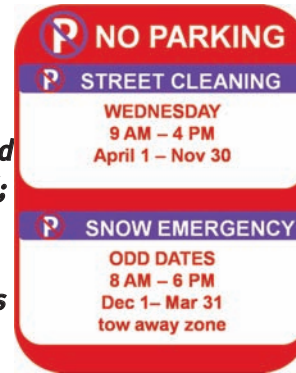 NO PARKING
STREET CLEANING
WEDNESDAY
9 AM – 4 PM
April 1 – Nov 30
SNOW EMERGENCY
ODD DATES
8 AM – 6 PM
Dec 1– Mar 31
tow away zone